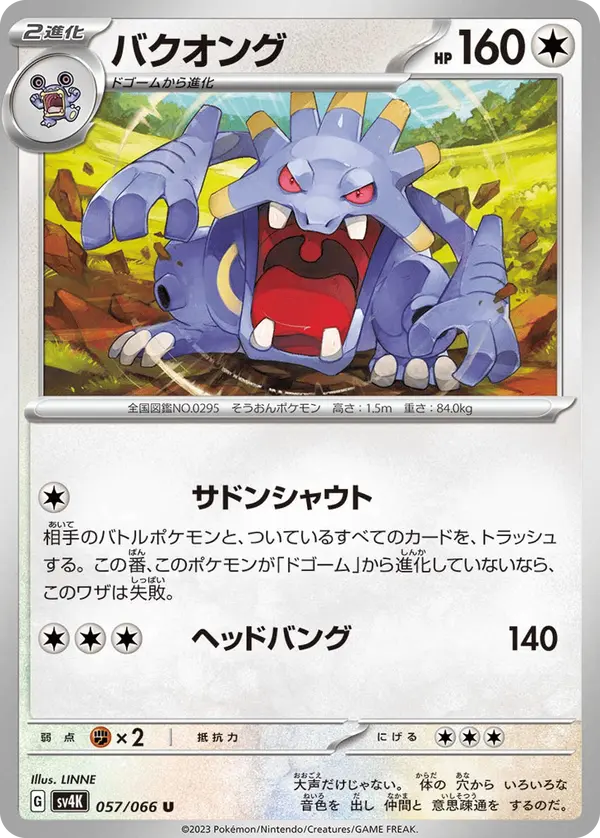 2進化 バクオング HP 160
ドゴームから進化
全国図鑑NO.0295 そうおんポケモン 高さ：1.5m 重さ：84.0kg
サドンシャウト
相手のバトルポケモンと、ついているすべてのカードを、トラッシュ
する。この番、このポケモンが「ドゴーム」から進化していないなら、
このワザは失敗。
ヘッドバング 140
弱点 ×2 抵抗力 にげる
Illus. LINNE
G sv4K 057/066 U
大声だけじゃない。体の 穴から いろいろな
音色を 出し 仲間と 意思疎通を するのだ。
©2023 Pokémon/Nintendo/Creatures/GAME FREAK.